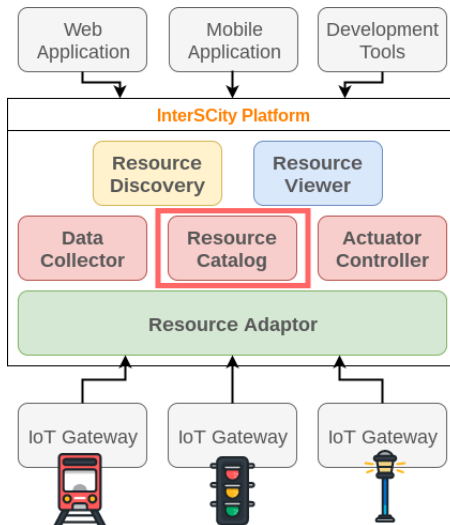 Web
Application
Mobile
Application
Development
Tools
InterSCity Platform
Resource
Discovery
Resource
Viewer
Data
Collector
Resource
Catalog
Actuator
Controller
Resource Adaptor
IoT Gateway
IoT Gateway
IoT Gateway